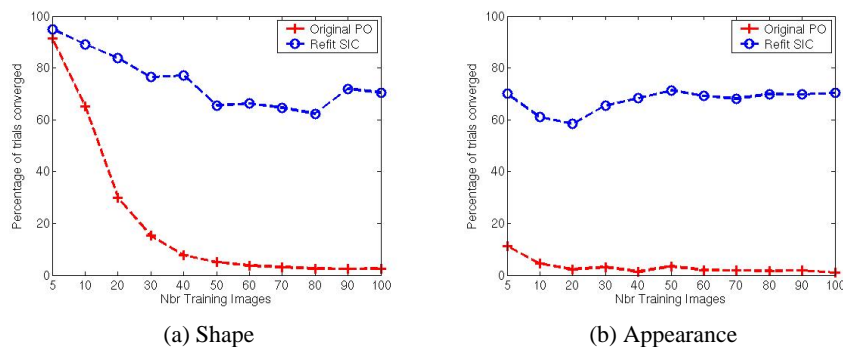 Original PO
Refit SIC
100
80
60
40
20
0
Percentage of trials converged
5 10 20 30 40 50 60 70 80 90 100
Nbr Training Images
(a) Shape
Original PO
Refit SIC
100
80
60
40
20
0
Percentage of trials converged
5 10 20 30 40 50 60 70 80 90 100
Nbr Training Images
(b) Appearance